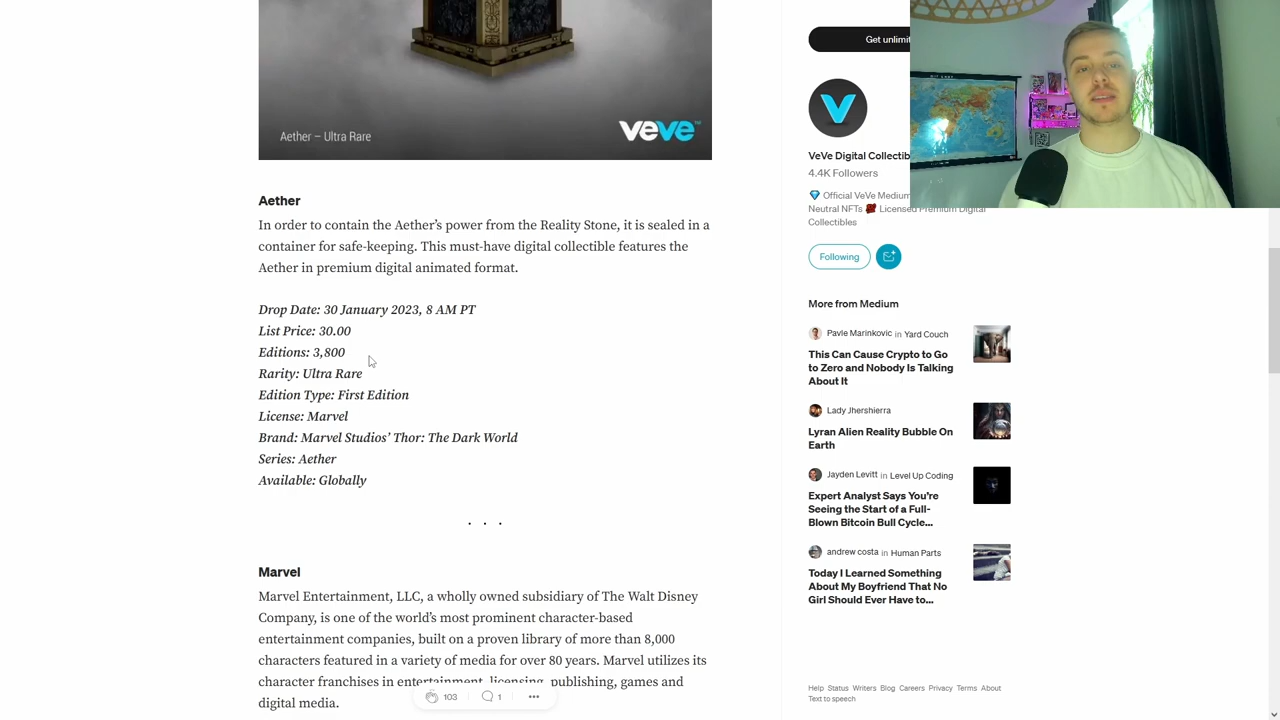 Aether – Ultra Rare
veve
Aether
In order to contain the Aether's power from the Reality Stone, it is sealed in a
container for safe-keeping. This must-have digital collectible features the
Aether in premium digital animated format.
Drop Date: 30 January 2023, 8 AM PT
List Price: 30.00
Editions: 3,800
Rarity: Ultra Rare
Edition Type: First Edition
License: Marvel
Brand: Marvel Studios' Thor: The Dark World
Series: Aether
Available: Globally
. . .
Marvel
Marvel Entertainment, LLC, a wholly owned subsidiary of The Walt Disney
Company, is one of the world's most prominent character-based
entertainment companies, built on a proven library of more than 8,000
characters featured in a variety of media for over 80 years. Marvel utilizes its
character franchises in entertainment, licensing, publishing, games and
digital media.
103
1
Get unlimit
V
VeVe Digital Collectib
4.4K Followers
Official VeVe Medium
Neutral NFTs Licensed Premium Digital
Collectibles
Following
More from Medium
Pavle Marinkovic in Yard Couch
This Can Cause Crypto to Go
to Zero and Nobody Is Talking
About It
Lady Jhershierra
Lyran Alien Reality Bubble On
Earth
Jayden Levitt in Level Up Coding
Expert Analyst Says You're
Seeing the Start of a Full-
Blown Bitcoin Bull Cycle...
andrew costa in Human Parts
Today I Learned Something
About My Boyfriend That No
Girl Should Ever Have to...
Help Status Writers Blog Careers Privacy Terms About
Text to speech